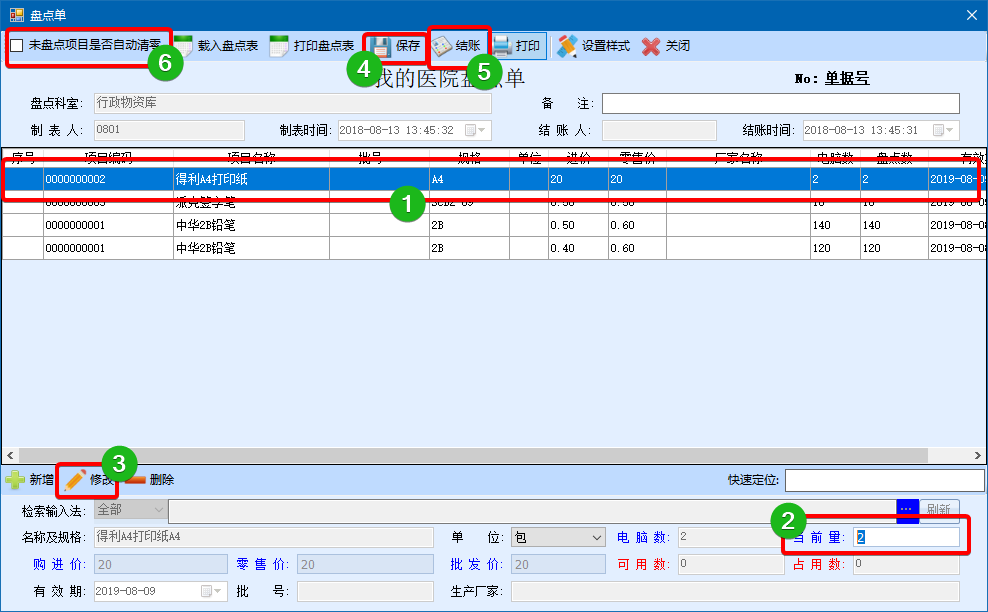 盘点单
未盘点项目是否自动清零 载入盘点表 打印盘点表 保存 结账 打印 设置样式 关闭
6 4 5
我的医院盘点单
No: 单据号
盘点科室: 行政物资库 备 注:
制 表 人: 0801 制表时间: 2018-08-13 13:45:32 结 账 人: 结账时间: 2018-08-13 13:45:31
序号 项目编码 项目名称 批号 规格 单位 进价 零售价 厂家名称 电脑数 盘点数 有效
0000000002 得利A4打印纸 A4 20 20 2 2 2019-08-09
1
派克签字笔 0.50 0.50 10 10 2019-08-0
0000000001 中华2B铅笔 2B 0.50 0.60 140 140 2019-08-0
0000000001 中华2B铅笔 2B 0.40 0.60 120 120 2019-08-0
3
新增 修改 删除 快速定位:
检索输入法: 全部 ... 刷新
2
名称及规格: 得利A4打印纸A4 单 位: 包 电 脑 数: 2 当 前 量: 2
购 进 价: 20 零 售 价: 20 批 发 价: 20 可 用 数: 0 占 用 数: 0
有 效 期: 2019-08-09 批 号: 生产厂家: